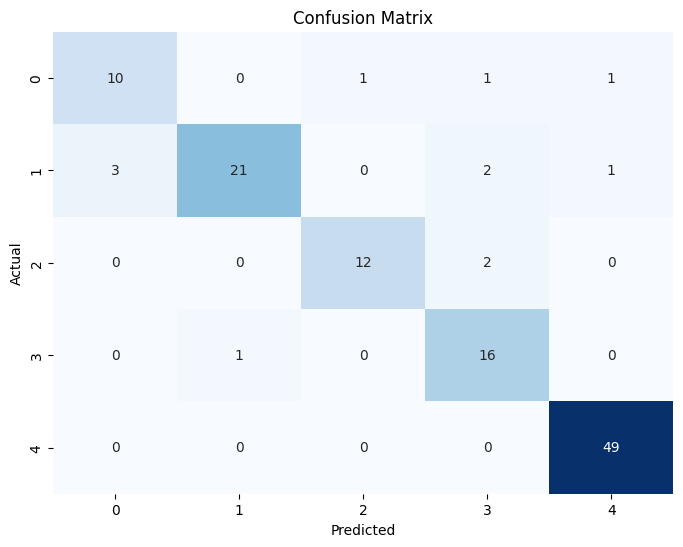 Confusion Matrix
Actual
0 10 0 1 1 1
1 3 21 0 2 1
2 0 0 12 2 0
3 0 1 0 16 0
4 0 0 0 0 49
0 1 2 3 4
Predicted